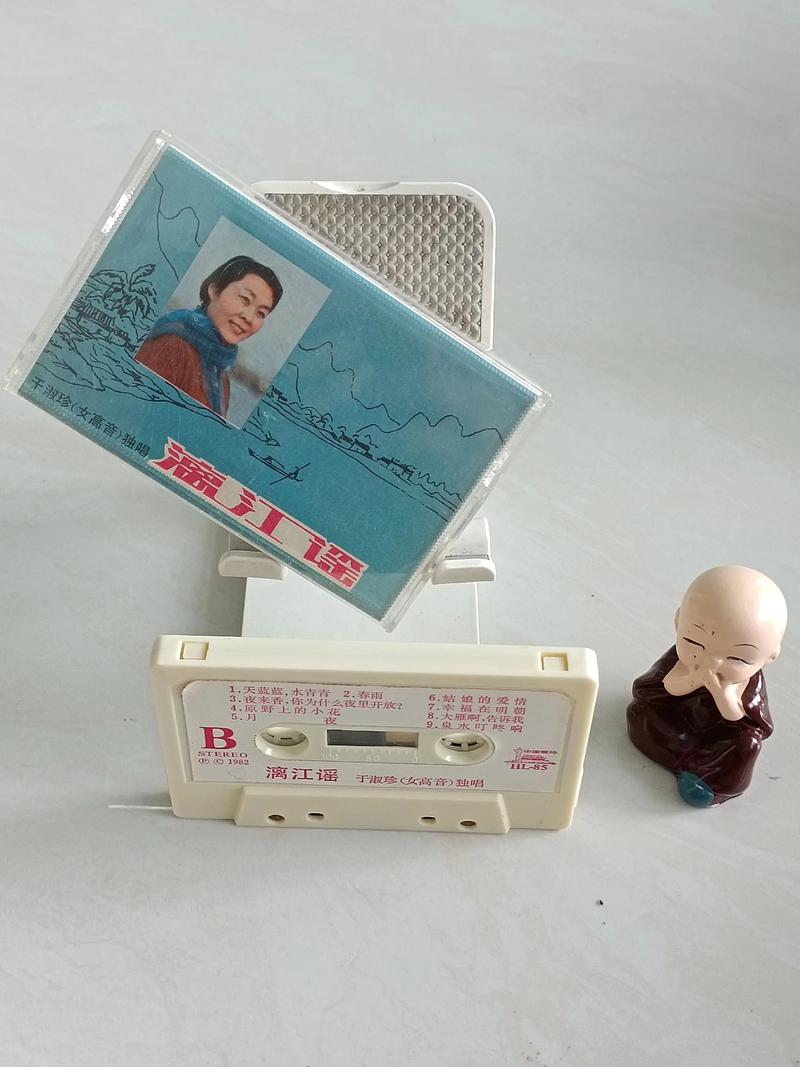 于淑珍(女高音)独唱
漓江谣
1.天蓝蓝,水青青 2.春雨
3.夜来香,你为什么夜里开放?
4.原野上的小花
5.月 夜
6.姑娘的爱情
7.幸福在明朝
8.大雁啊,告诉我
9.泉水叮咚响
B
STEREO
Ⓟ © 1982
中国唱片
HL-85
漓江谣 于淑珍(女高音)独唱